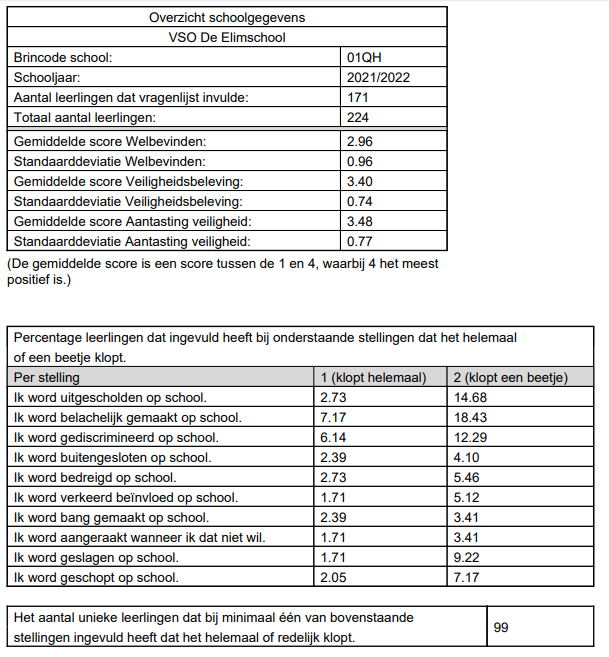 Overzicht schoolgegevens
VSO De Elimschool
Brincode school: 01QH
Schooljaar: 2021/2022
Aantal leerlingen dat vragenlijst invulde: 171
Totaal aantal leerlingen: 224
Gemiddelde score Welbevinden: 2.96
Standaarddeviatie Welbevinden: 0.96
Gemiddelde score Veiligheidsbeleving: 3.40
Standaarddeviatie Veiligheidsbeleving: 0.74
Gemiddelde score Aantasting veiligheid: 3.48
Standaarddeviatie Aantasting veiligheid: 0.77
(De gemiddelde score is een score tussen de 1 en 4, waarbij 4 het meest
positief is.)
Percentage leerlingen dat ingevuld heeft bij onderstaande stellingen dat het helemaal
of een beetje klopt.
Per stelling 1 (klopt helemaal) 2 (klopt een beetje)
Ik word uitgescholden op school. 2.73 14.68
Ik word belachelijk gemaakt op school. 7.17 18.43
Ik word gediscrimineerd op school. 6.14 12.29
Ik word buitengesloten op school. 2.39 4.10
Ik word bedreigd op school. 2.73 5.46
Ik word verkeerd beïnvloed op school. 1.71 5.12
Ik word bang gemaakt op school. 2.39 3.41
Ik word aangeraakt wanneer ik dat niet wil. 1.71 3.41
Ik word geslagen op school. 1.71 9.22
Ik word geschopt op school. 2.05 7.17
Het aantal unieke leerlingen dat bij minimaal één van bovenstaande
stellingen ingevuld heeft dat het helemaal of redelijk klopt. 99